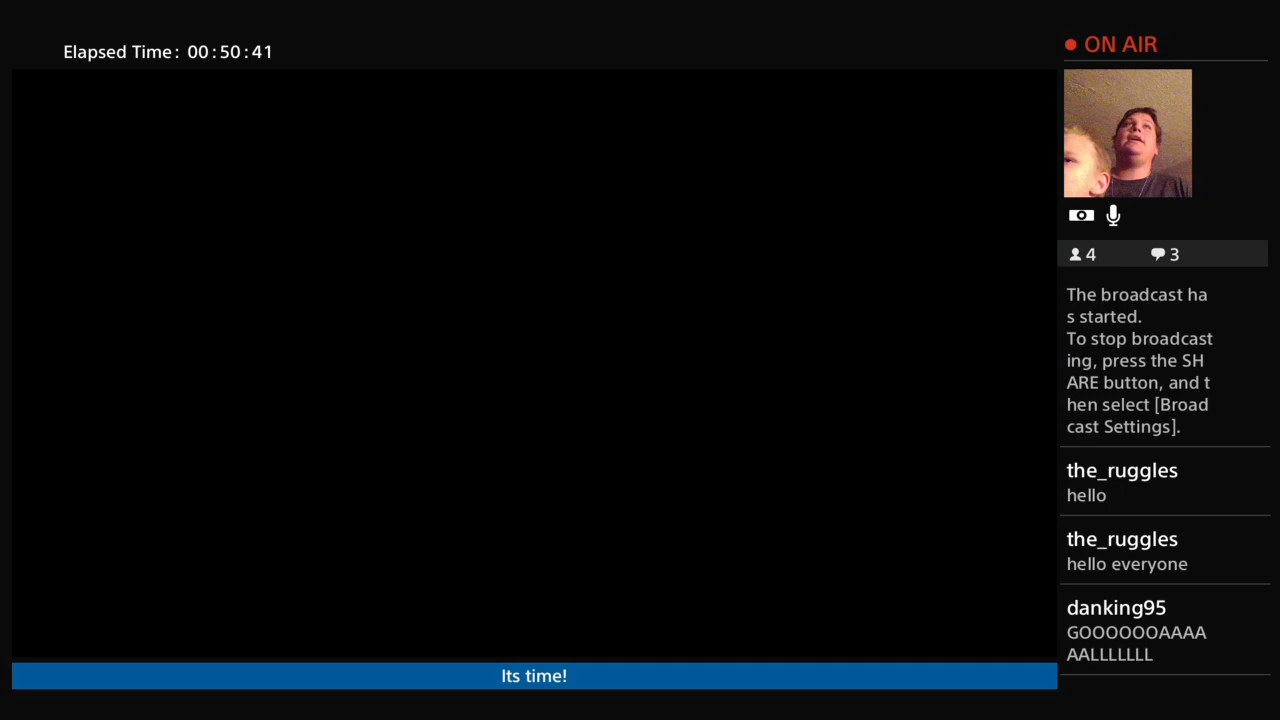 Elapsed Time: 00:50:41
ON AIR
4 3
The broadcast ha
s started.
To stop broadcast
ing, press the SH
ARE button, and t
hen select [Broad
cast Settings].
the_ruggles
hello
the_ruggles
hello everyone
danking95
GOOOOOOAAAA
AALLLLLLL
Its time!